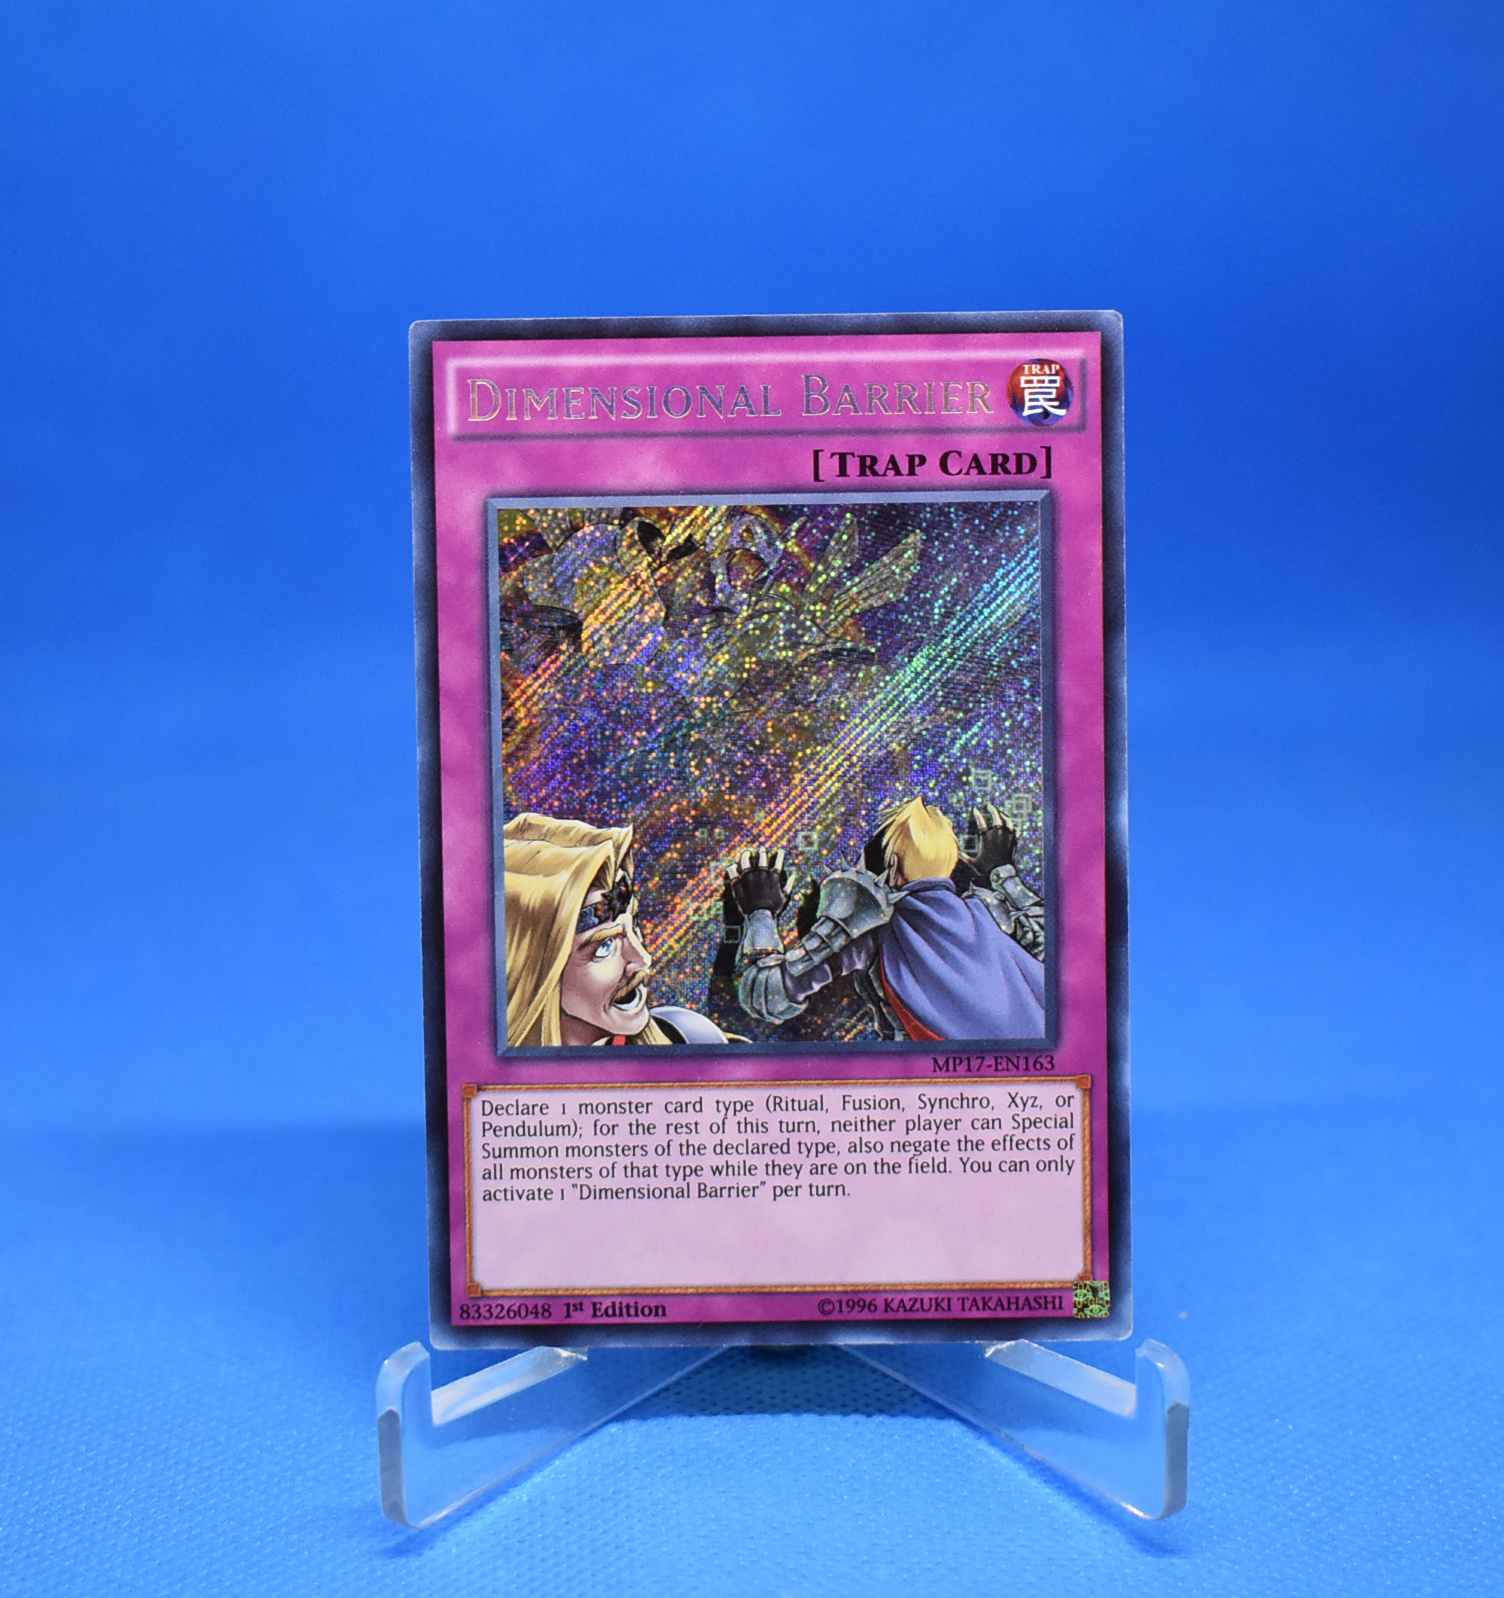 DIMENSIONAL BARRIER
TRAP
罠
[TRAP CARD]
MP17-EN163
Declare 1 monster card type (Ritual, Fusion, Synchro, Xyz, or
Pendulum); for the rest of this turn, neither player can Special
Summon monsters of the declared type, also negate the effects of
all monsters of that type while they are on the field. You can only
activate 1 "Dimensional Barrier" per turn.
83326048 1st Edition
©1996 KAZUKI TAKAHASHI